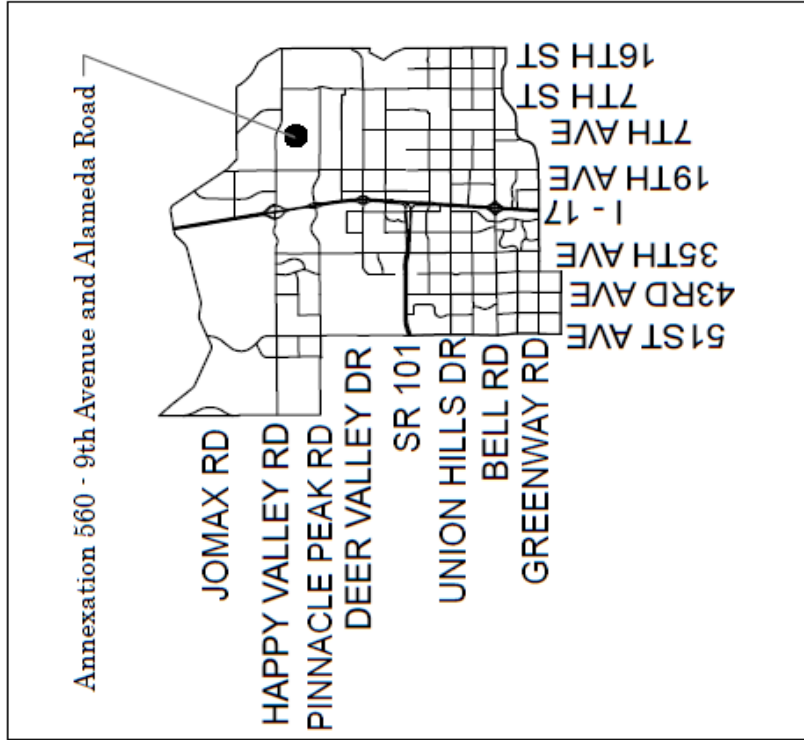 Annexation 560 - 9th Avenue and Alameda Road
JOMAX RD
HAPPY VALLEY RD
PINNACLE PEAK RD
DEER VALLEY DR
SR 101
UNION HILLS DR
BELL RD
GREENWAY RD
51ST AVE
43RD AVE
35TH AVE
I - 17
19TH AVE
7TH AVE
7TH ST
16TH ST